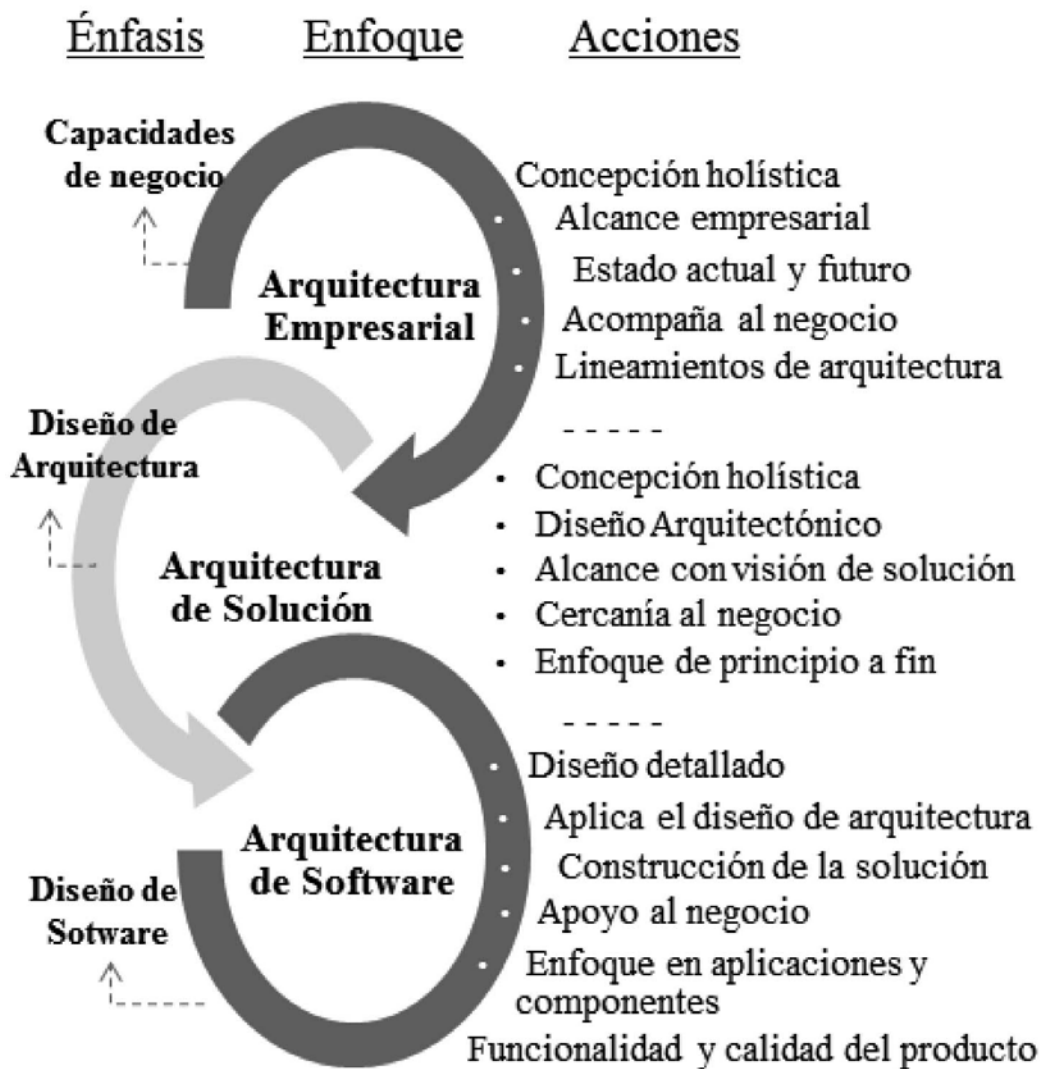 Énfasis Enfoque Acciones
Capacidades
de negocio
Arquitectura
Empresarial
Concepción holística
Alcance empresarial
Estado actual y futuro
Acompaña al negocio
Lineamientos de arquitectura
- - - - -
Diseño de
Arquitectura
Arquitectura
de Solución
• Concepción holística
• Diseño Arquitectónico
• Alcance con visión de solución
• Cercanía al negocio
• Enfoque de principio a fin
- - - - -
Diseño de
Sotware
Arquitectura
de Software
Diseño detallado
Aplica el diseño de arquitectura
Construcción de la solución
Apoyo al negocio
Enfoque en aplicaciones y
componentes
Funcionalidad y calidad del producto